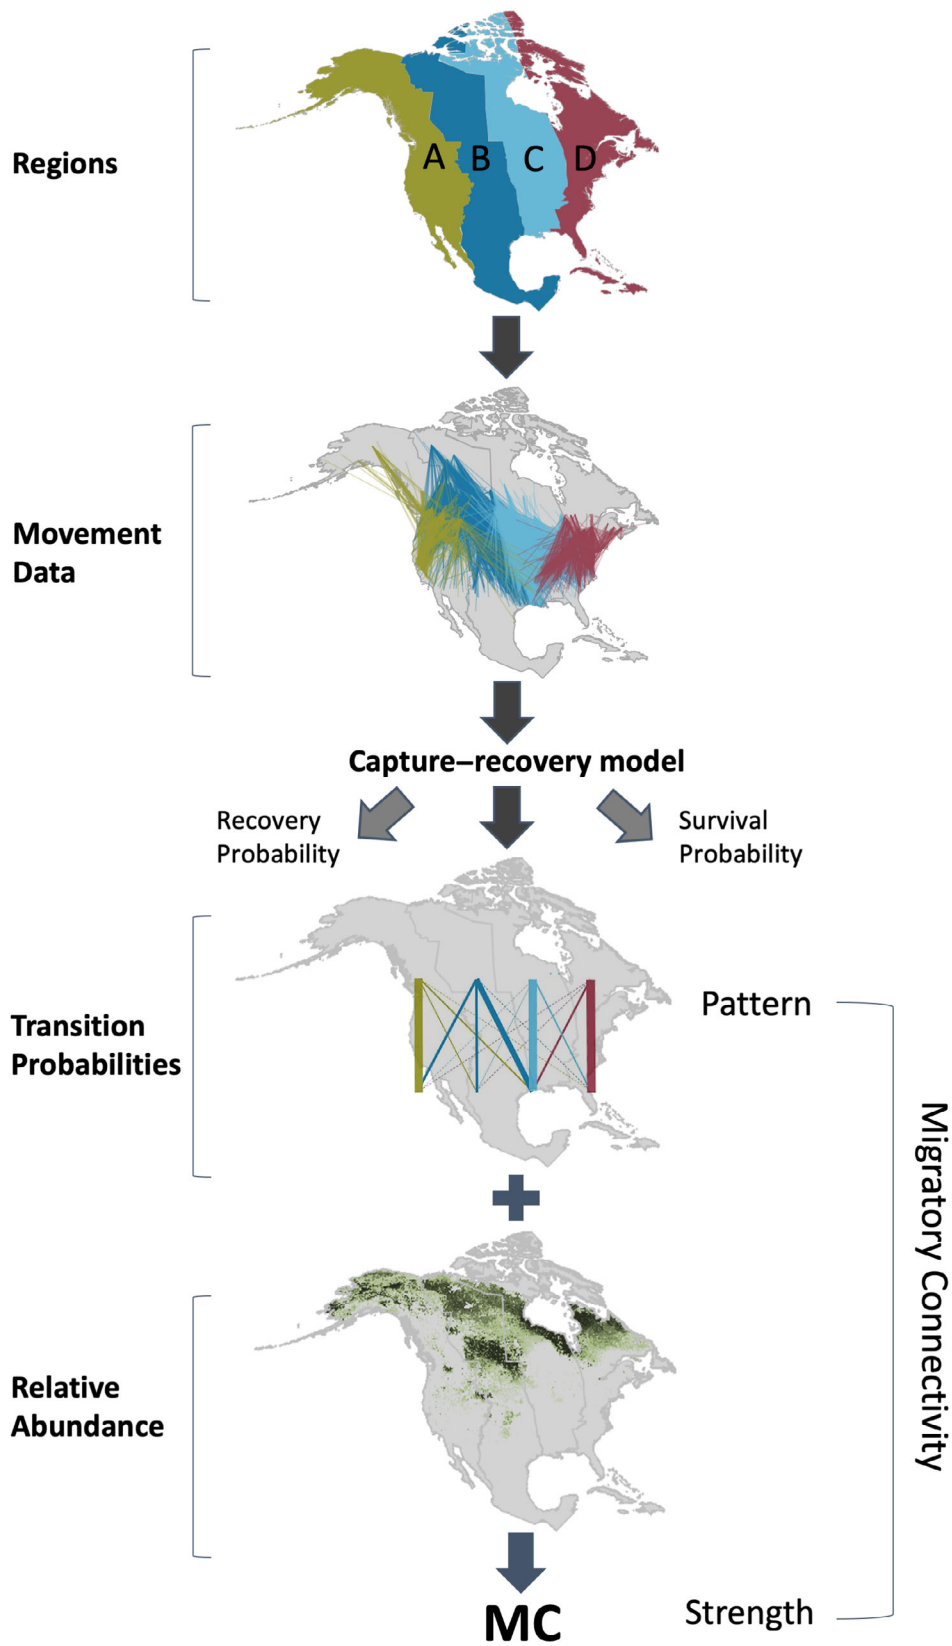 Regions
A B C D
Movement
Data
Capture–recovery model
Recovery
Probability
Survival
Probability
Transition
Probabilities
Pattern
Relative
Abundance
Migratory Connectivity
MC
Strength